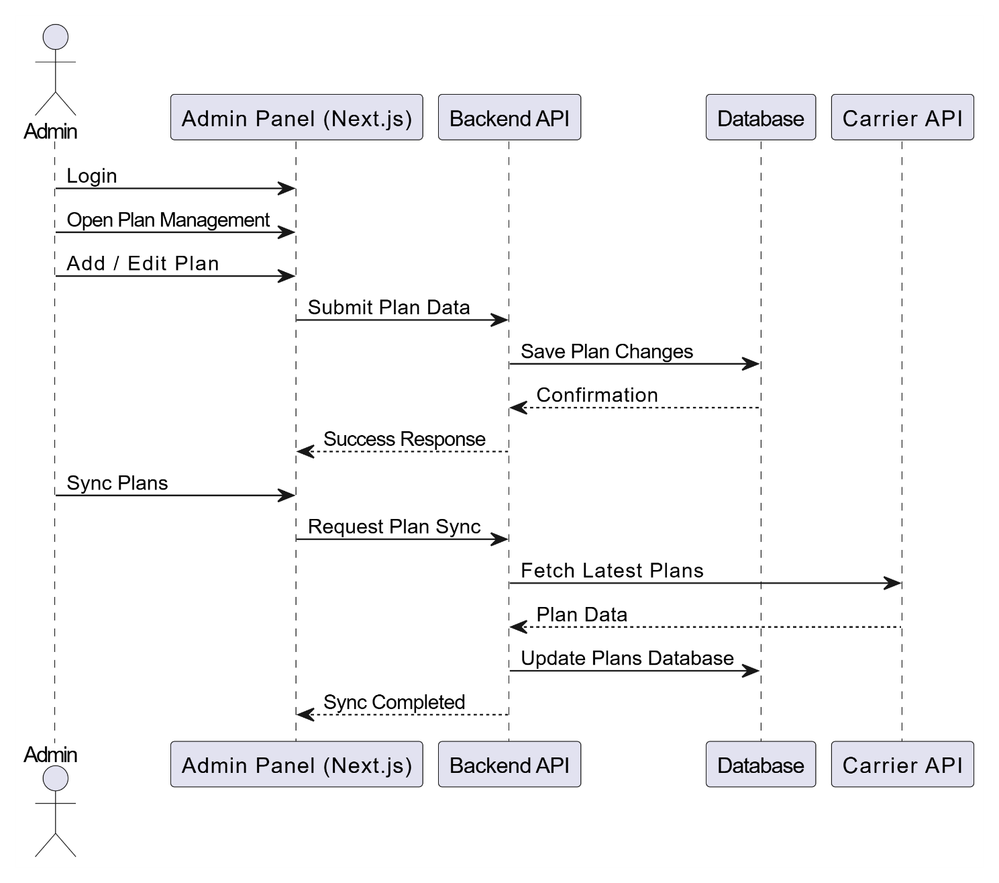 Admin
Admin Panel (Next.js)
Backend API
Database
Carrier API
Login
Open Plan Management
Add / Edit Plan
Submit Plan Data
Save Plan Changes
Confirmation
Success Response
Sync Plans
Request Plan Sync
Fetch Latest Plans
Plan Data
Update Plans Database
Sync Completed
Admin
Admin Panel (Next.js)
Backend API
Database
Carrier API